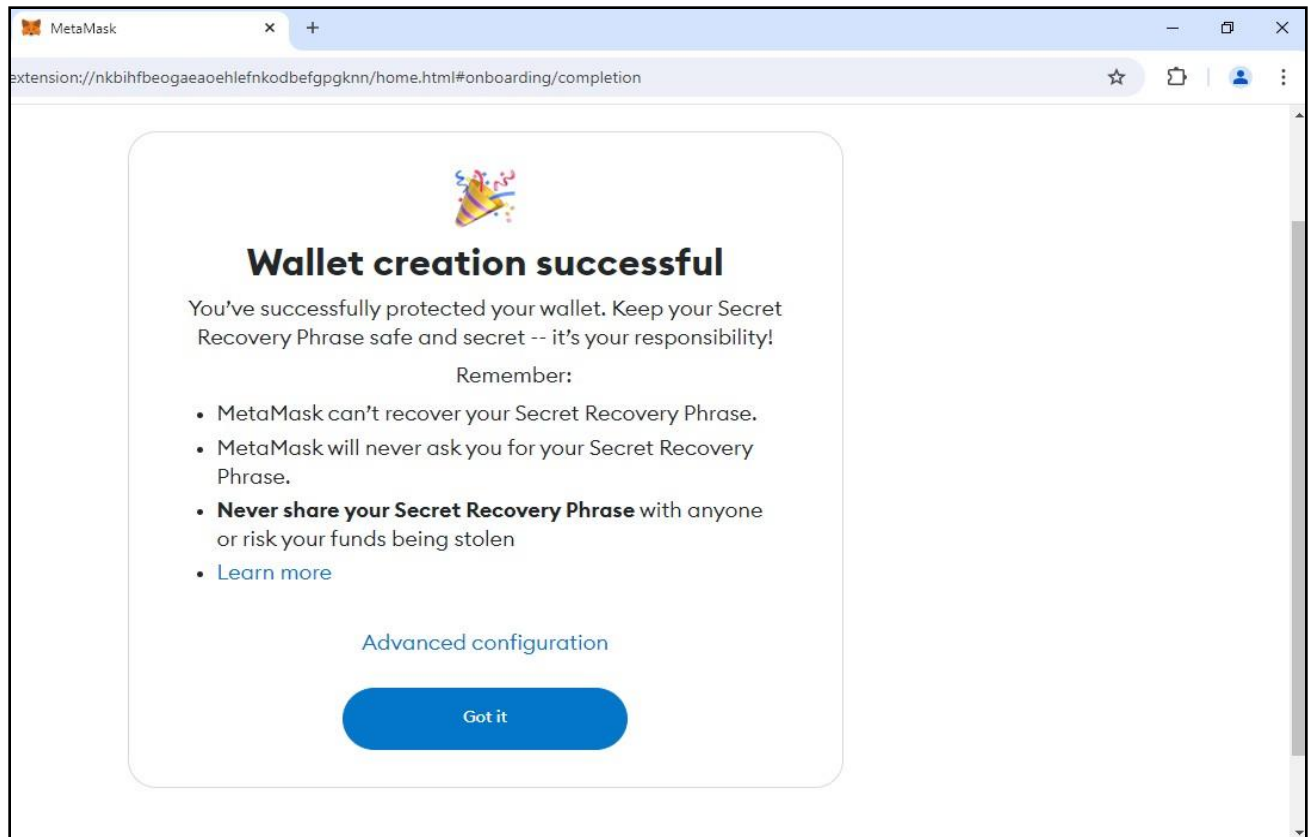 MetaMask
extension://nkbihfbeogaeaoehlefnkodbefgpgknn/home.html#onboarding/completion
Wallet creation successful
You’ve successfully protected your wallet. Keep your Secret
Recovery Phrase safe and secret -- it’s your responsibility!
Remember:
• MetaMask can’t recover your Secret Recovery Phrase.
• MetaMask will never ask you for your Secret Recovery
Phrase.
• Never share your Secret Recovery Phrase with anyone
or risk your funds being stolen
• Learn more
Advanced configuration
Got it